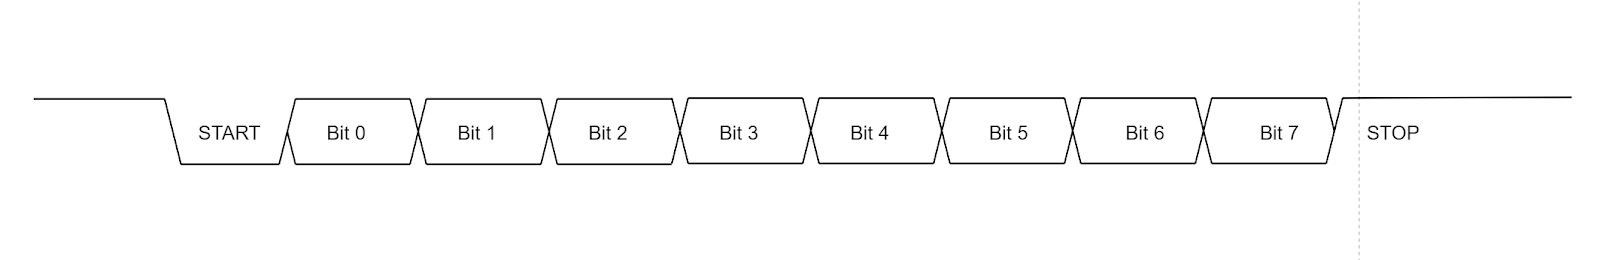 START Bit 0 Bit 1 Bit 2 Bit 3 Bit 4 Bit 5 Bit 6 Bit 7 STOP